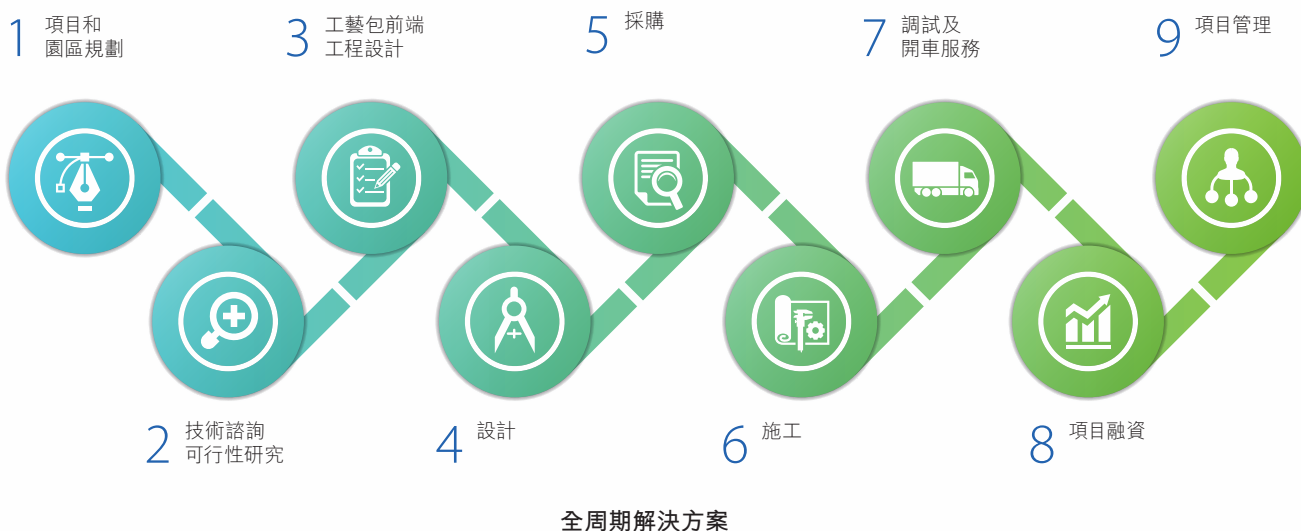 1 項目和
園區規劃
2 技術諮詢
可行性研究
3 工藝包前端
工程設計
4 設計
5 採購
6 施工
7 調試及
開車服務
8 項目融資
9 項目管理
全周期解決方案